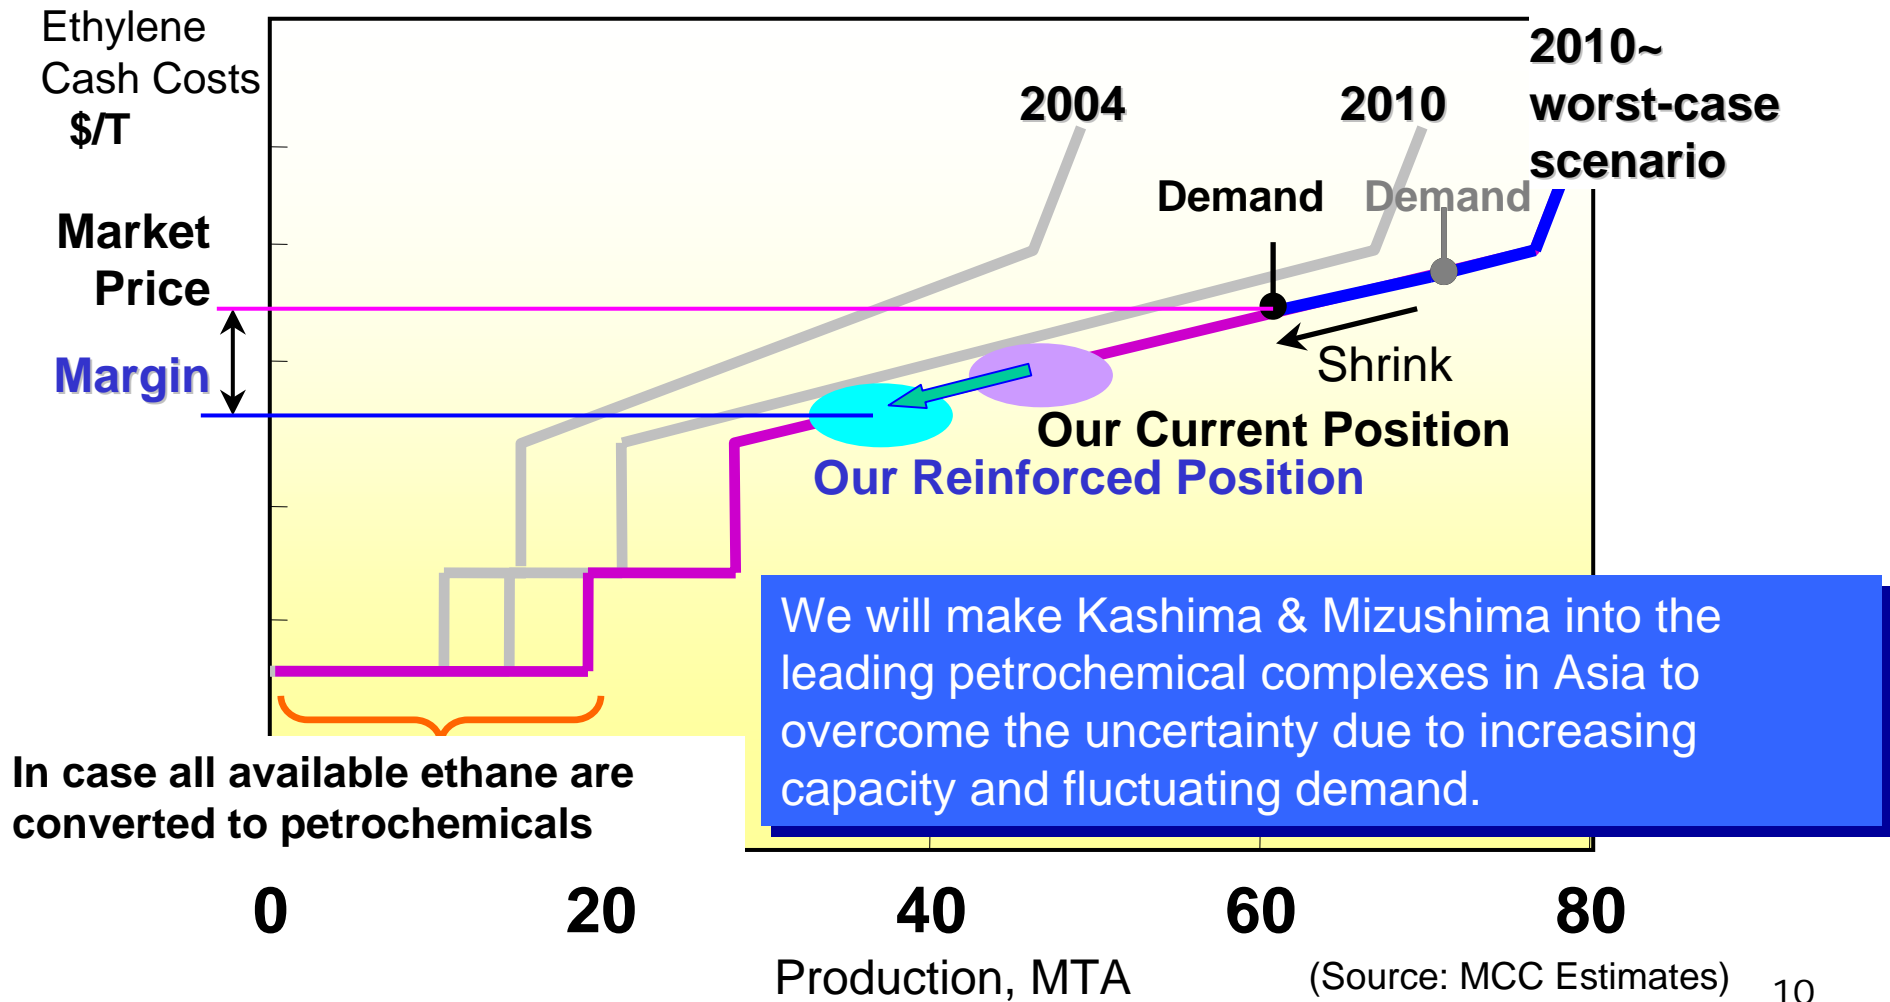 Ethylene
Cash Costs
$/T
2004
2010
2010~
worst-case
scenario
Demand
Demand
Market
Price
Margin
Shrink
Our Current Position
Our Reinforced Position
We will make Kashima & Mizushima into the
leading petrochemical complexes in Asia to
overcome the uncertainty due to increasing
capacity and fluctuating demand.
In case all available ethane are
converted to petrochemicals
0 20 40 60 80
Production, MTA
(Source: MCC Estimates)
10